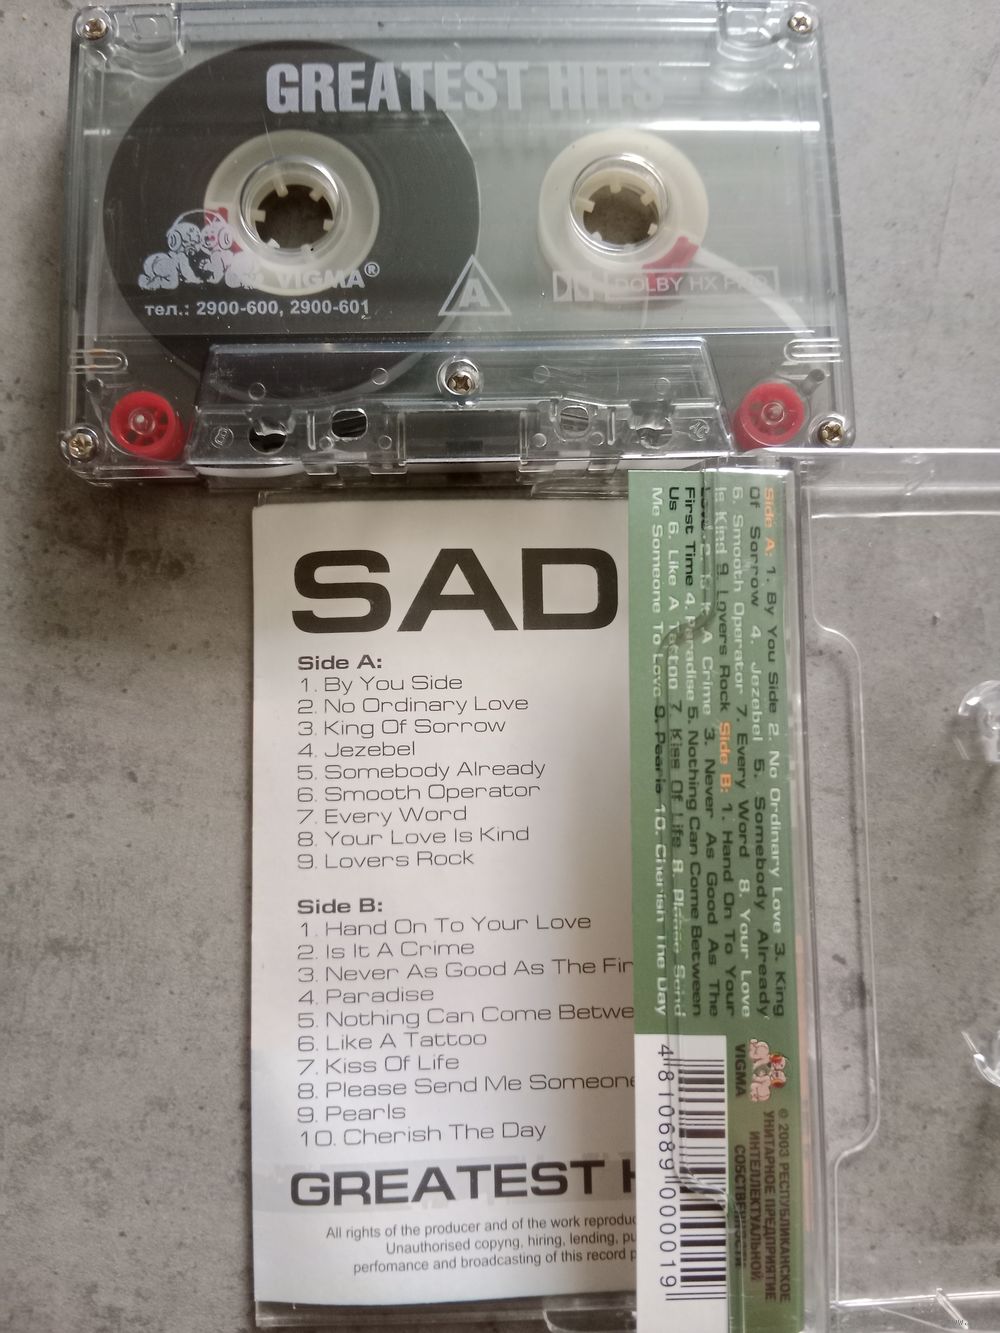 GREATEST HITS
VIGMA®
тел.: 2900-600, 2900-601
A
DOLBY HX PRO
SAD
Side A:
1. By You Side
2. No Ordinary Love
3. King Of Sorrow
4. Jezebel
5. Somebody Already
6. Smooth Operator
7. Every Word
8. Your Love Is Kind
9. Lovers Rock
Side B:
1. Hand On To Your Love
2. Is It A Crime
3. Never As Good As The Fir
4. Paradise
5. Nothing Can Come Betwe
6. Like A Tattoo
7. Kiss Of Life
8. Please Send Me Someone
9. Pearls
10. Cherish The Day
GREATEST H
All rights of the producer and of the work reprodu
Unauthorised copyng, hiring, lending, pu
perfomance and broadcasting of this record p
Side A: 1. By You Side 2. No Ordinary Love 3. King
Of Sorrow 4. Jezebel 5. Somebody Already
6. Smooth Operator 7. Every Word 8. Your Love
Is Kind 9. Lovers Rock Side B: 1. Hand On To Your
Love 2. Is It A Crime 3. Never As Good As The
First Time 4. Paradise 5. Nothing Can Come Between
Us 6. Like A Tattoo 7. Kiss Of Life 8. Please Send
Me Someone To Love 9. Pearls 10. Cherish The Day
VIGMA
© 2003 РЕСПУБЛИКАНСКОЕ
УНИТАРНОЕ ПРЕДПРИЯТИЕ
ИНТЕЛЛЕКТУАЛЬНОЙ
СОБСТВЕННОСТИ
4810689000019